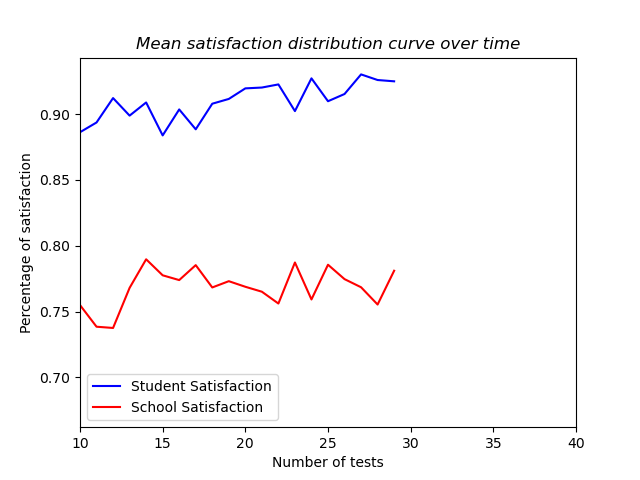 Mean satisfaction distribution curve over time
Percentage of satisfaction
0.90
0.85
0.80
0.75
0.70
Student Satisfaction
School Satisfaction
10 15 20 25 30 35 40
Number of tests